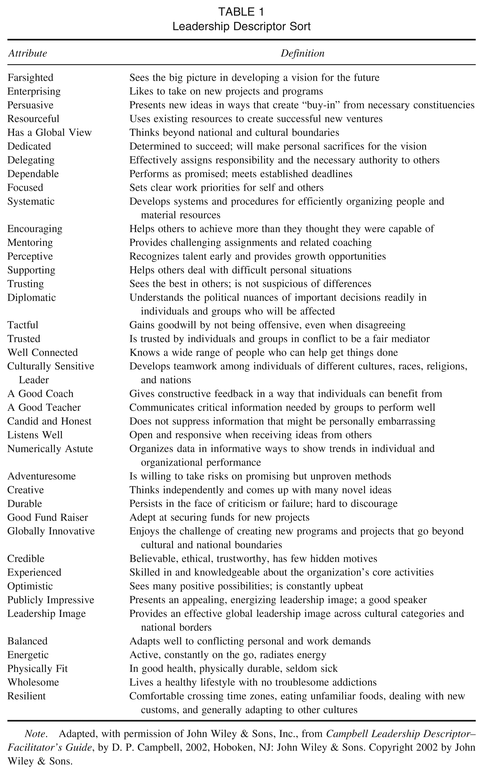 TABLE 1
Leadership Descriptor Sort
Attribute Definition
Farsighted Sees the big picture in developing a vision for the future
Enterprising Likes to take on new projects and programs
Persuasive Presents new ideas in ways that create “buy-in” from necessary constituencies
Resourceful Uses existing resources to create successful new ventures
Has a Global View Thinks beyond national and cultural boundaries
Dedicated Determined to succeed; will make personal sacrifices for the vision
Delegating Effectively assigns responsibility and the necessary authority to others
Dependable Performs as promised; meets established deadlines
Focused Sets clear work priorities for self and others
Systematic Develops systems and procedures for efficiently organizing people and
material resources
Encouraging Helps others to achieve more than they thought they were capable of
Mentoring Provides challenging assignments and related coaching
Perceptive Recognizes talent early and provides growth opportunities
Supporting Helps others deal with difficult personal situations
Trusting Sees the best in others; is not suspicious of differences
Diplomatic Understands the political nuances of important decisions readily in
individuals and groups who will be affected
Tactful Gains goodwill by not being offensive, even when disagreeing
Trusted Is trusted by individuals and groups in conflict to be a fair mediator
Well Connected Knows a wide range of people who can help get things done
Culturally Sensitive Develops teamwork among individuals of different cultures, races, religions,
Leader and nations
A Good Coach Gives constructive feedback in a way that individuals can benefit from
A Good Teacher Communicates critical information needed by groups to perform well
Candid and Honest Does not suppress information that might be personally embarrassing
Listens Well Open and responsive when receiving ideas from others
Numerically Astute Organizes data in informative ways to show trends in individual and
organizational performance
Adventuresome Is willing to take risks on promising but unproven methods
Creative Thinks independently and comes up with many novel ideas
Durable Persists in the face of criticism or failure; hard to discourage
Good Fund Raiser Adept at securing funds for new projects
Globally Innovative Enjoys the challenge of creating new programs and projects that go beyond
cultural and national boundaries
Credible Believable, ethical, trustworthy, has few hidden motives
Experienced Skilled in and knowledgeable about the organization’s core activities
Optimistic Sees many positive possibilities; is constantly upbeat
Publicly Impressive Presents an appealing, energizing leadership image; a good speaker
Leadership Image Provides an effective global leadership image across cultural categories and
national borders
Balanced Adapts well to conflicting personal and work demands
Energetic Active, constantly on the go, radiates energy
Physically Fit In good health, physically durable, seldom sick
Wholesome Lives a healthy lifestyle with no troublesome addictions
Resilient Comfortable crossing time zones, eating unfamiliar foods, dealing with new
customs, and generally adapting to other cultures
Note. Adapted, with permission of John Wiley & Sons, Inc., from Campbell Leadership Descriptor–
Facilitator’s Guide, by D. P. Campbell, 2002, Hoboken, NJ: John Wiley & Sons. Copyright 2002 by John
Wiley & Sons.